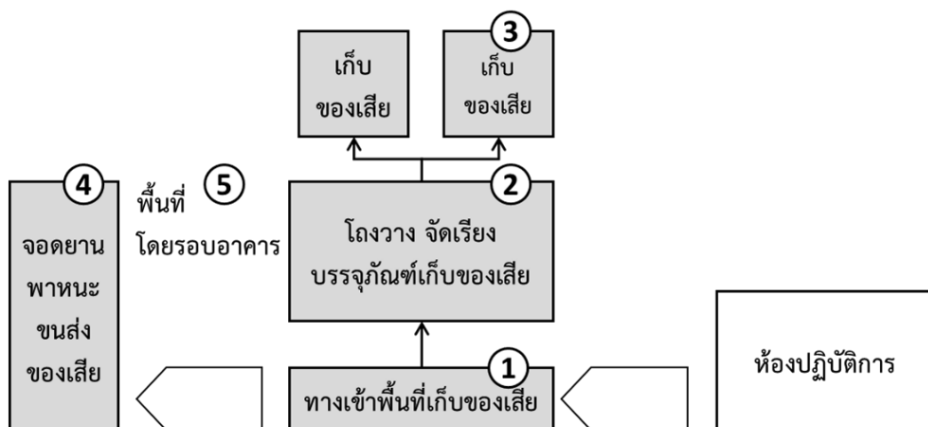 3
เก็บ
ของเสีย
เก็บ
ของเสีย
4
จอดยาน
พาหนะ
ขนส่ง
ของเสีย
พื้นที่
5
โดยรอบอาคาร
2
โถงวาง จัดเรียง
บรรจุภัณฑ์เก็บของเสีย
1
ทางเข้าพื้นที่เก็บของเสีย
ห้องปฏิบัติการ